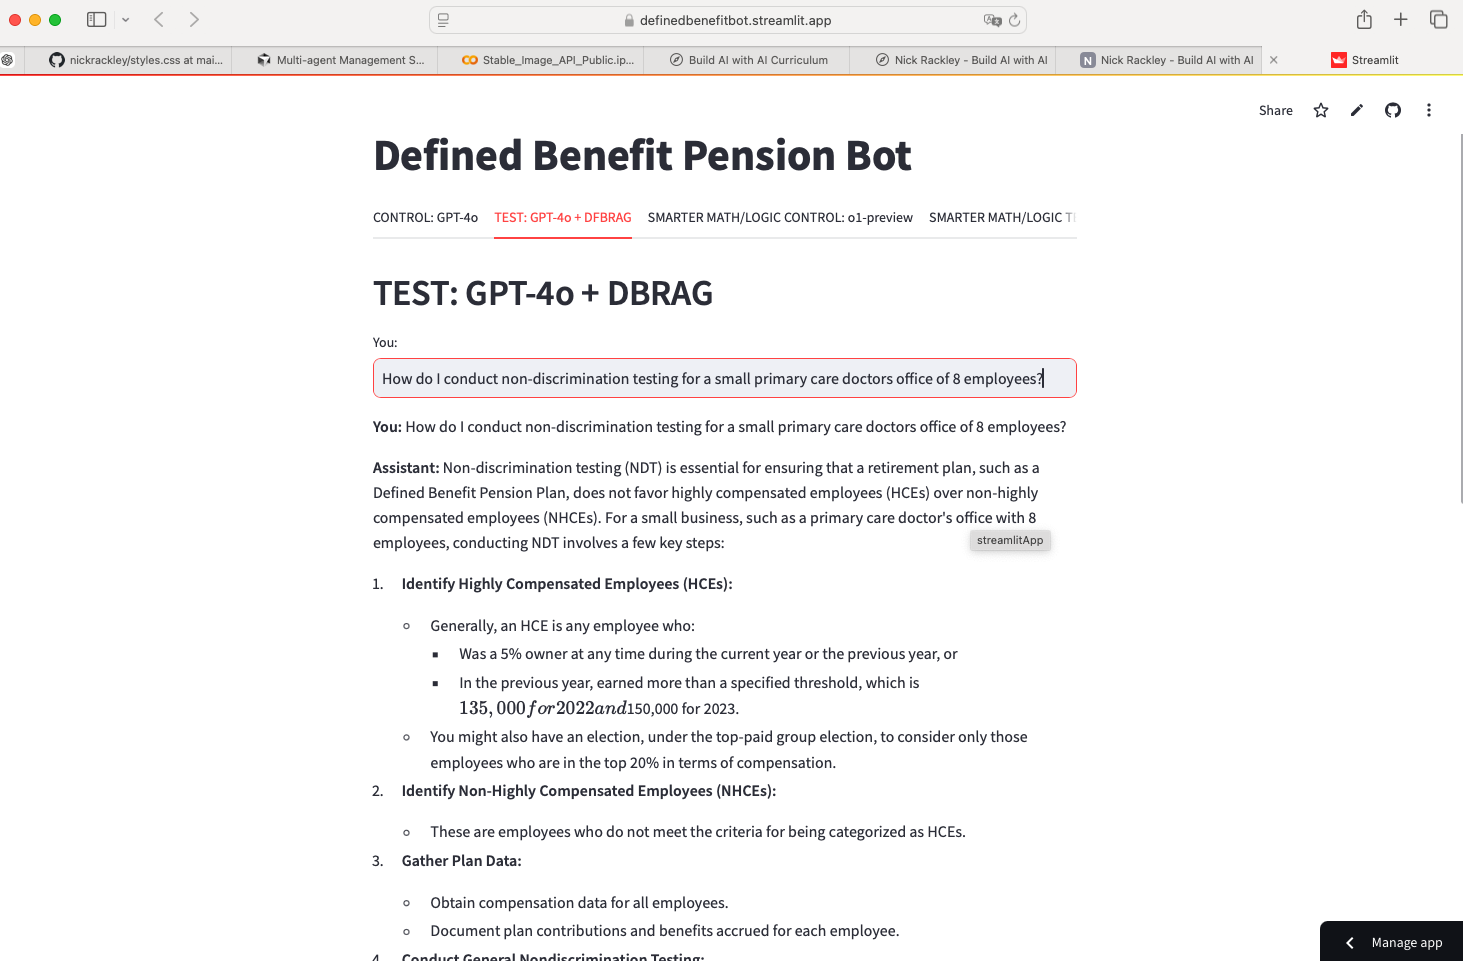 definedbenefitbot.streamlit.app
nickrackley/styles.css at mai...
Multi-agent Management S...
Stable_Image_API_Public.ip...
Build AI with AI Curriculum
Nick Rackley - Build AI with AI
N Nick Rackley - Build AI with AI
Streamlit
Share
Defined Benefit Pension Bot
CONTROL: GPT-4o
TEST: GPT-4o + DFBRAG
SMARTER MATH/LOGIC CONTROL: o1-preview
SMARTER MATH/LOGIC T
TEST: GPT-4o + DBRAG
You:
How do I conduct non-discrimination testing for a small primary care doctors office of 8 employees?
You: How do I conduct non-discrimination testing for a small primary care doctors office of 8 employees?
Assistant: Non-discrimination testing (NDT) is essential for ensuring that a retirement plan, such as a
Defined Benefit Pension Plan, does not favor highly compensated employees (HCEs) over non-highly
compensated employees (NHCEs). For a small business, such as a primary care doctor's office with 8
employees, conducting NDT involves a few key steps:
streamlitApp
1. Identify Highly Compensated Employees (HCEs):
Generally, an HCE is any employee who:
Was a 5% owner at any time during the current year or the previous year, or
In the previous year, earned more than a specified threshold, which is
135,000for2022and150,000 for 2023.
You might also have an election, under the top-paid group election, to consider only those
employees who are in the top 20% in terms of compensation.
2. Identify Non-Highly Compensated Employees (NHCEs):
These are employees who do not meet the criteria for being categorized as HCEs.
3. Gather Plan Data:
Obtain compensation data for all employees.
Document plan contributions and benefits accrued for each employee.
4. Conduct General Nondiscrimination Testing:
Manage app